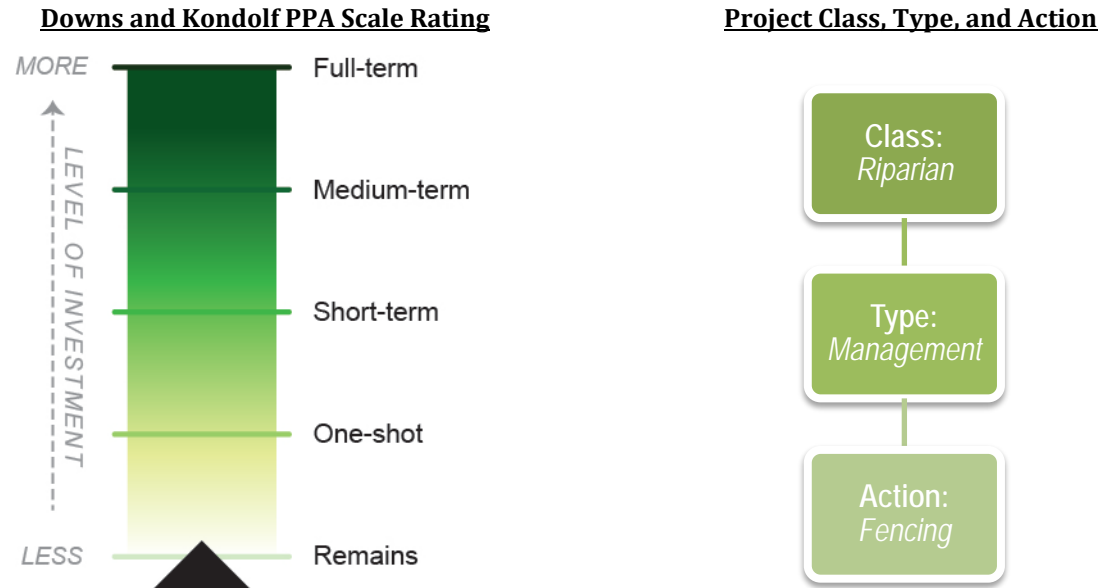 Downs and Kondolf PPA Scale Rating
MORE
Full-term
Medium-term
Short-term
One-shot
LESS
Remains
LEVEL OF INVESTMENT
Project Class, Type, and Action
Class:
Riparian
Type:
Management
Action:
Fencing